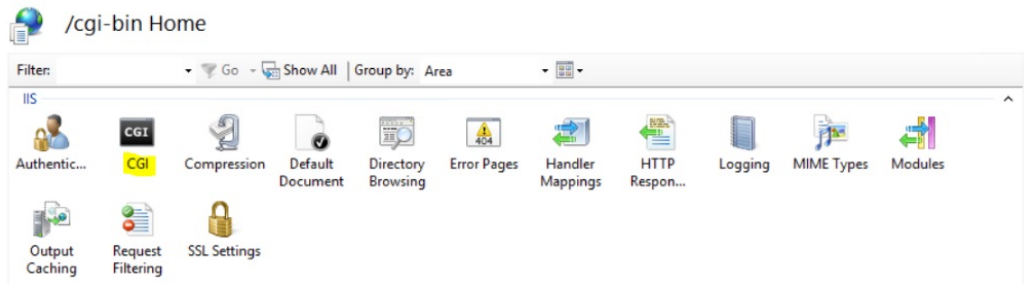 /cgi-bin Home
Filter: Go Show All Group by: Area
IIS
CGI 404
Authentic... CGI Compression Default Document Directory Browsing Error Pages Handler Mappings HTTP Respon... Logging MIME Types Modules
Output Caching Request Filtering SSL Settings